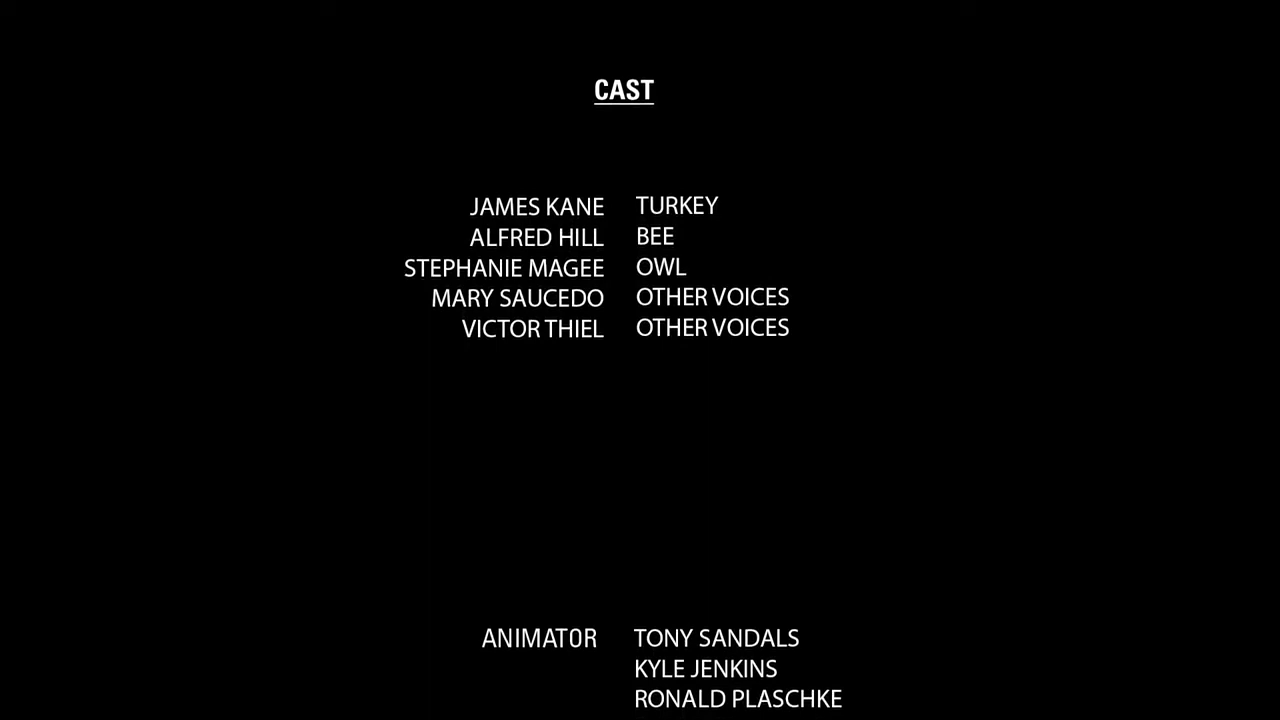 CAST
JAMES KANE TURKEY
ALFRED HILL BEE
STEPHANIE MAGEE OWL
MARY SAUCEDO OTHER VOICES
VICTOR THIEL OTHER VOICES
ANIMATOR TONY SANDALS
KYLE JENKINS
RONALD PLASCHKE